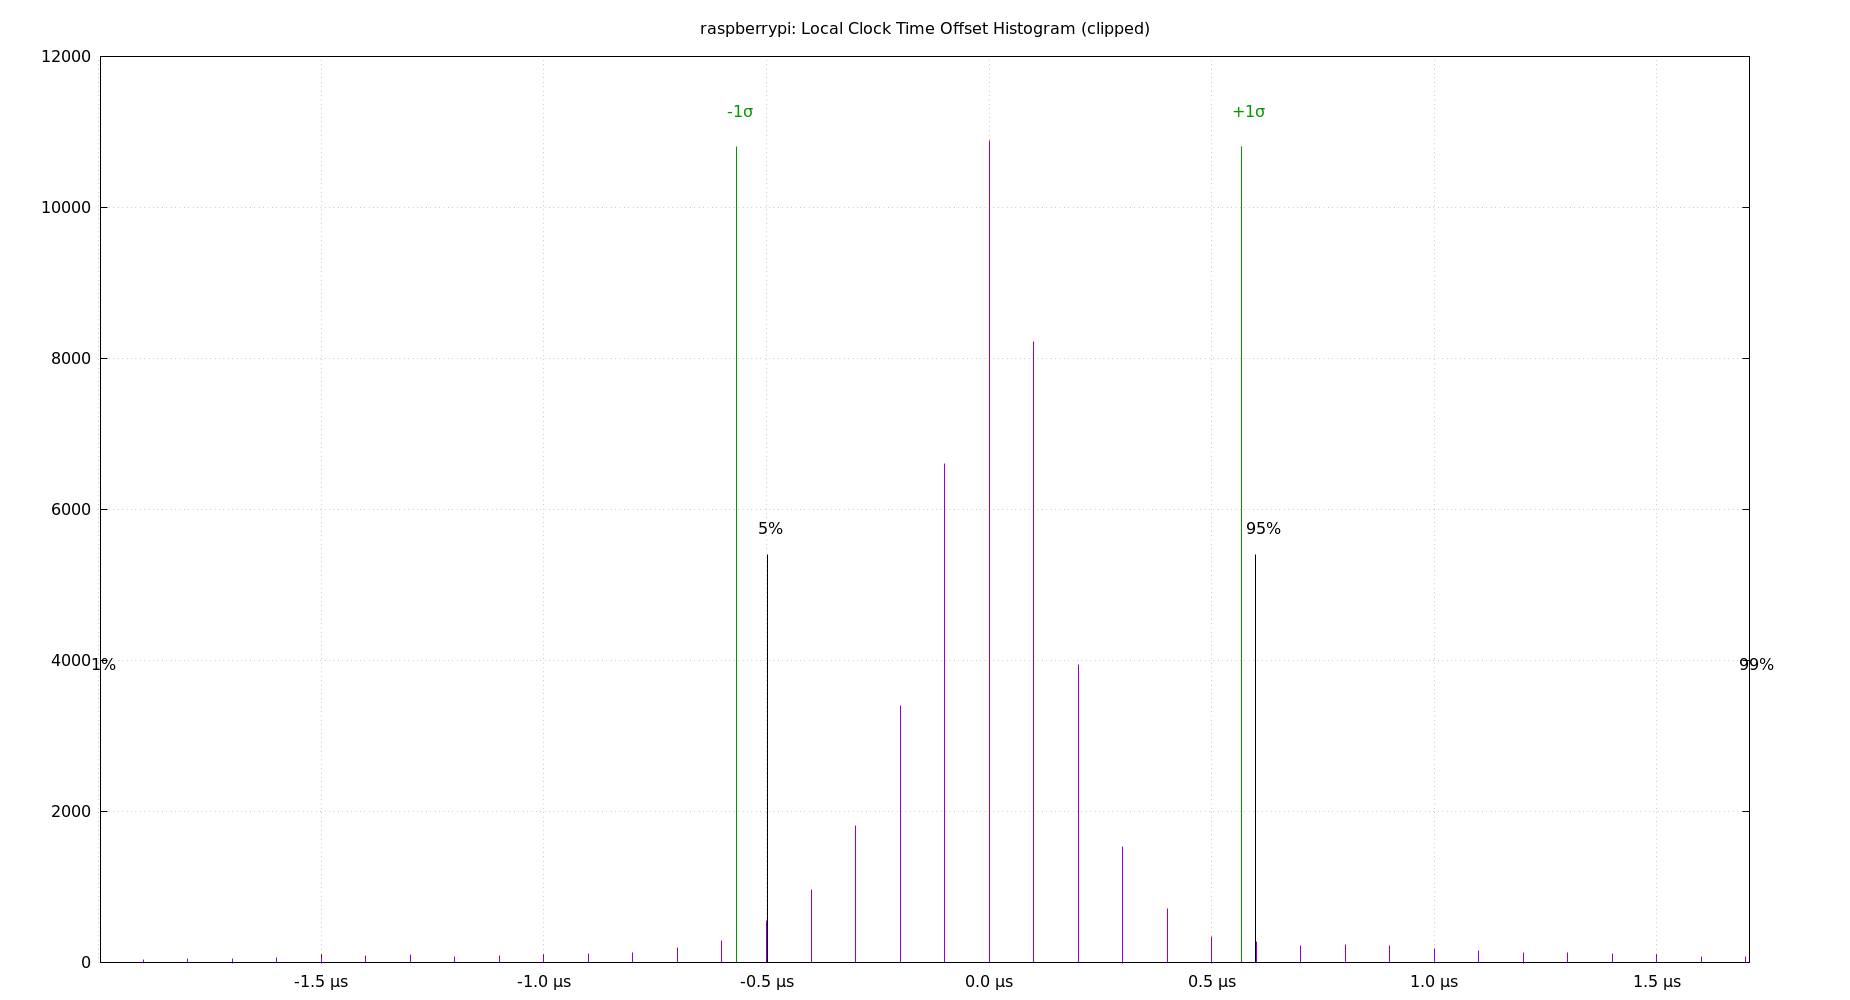 raspberrypi: Local Clock Time Offset Histogram (clipped)
12000
-1σ
+1σ
10000
8000
6000
5%
95%
4000
1%
99%
2000
0
-1.5 µs
-1.0 µs
-0.5 µs
0.0 µs
0.5 µs
1.0 µs
1.5 µs